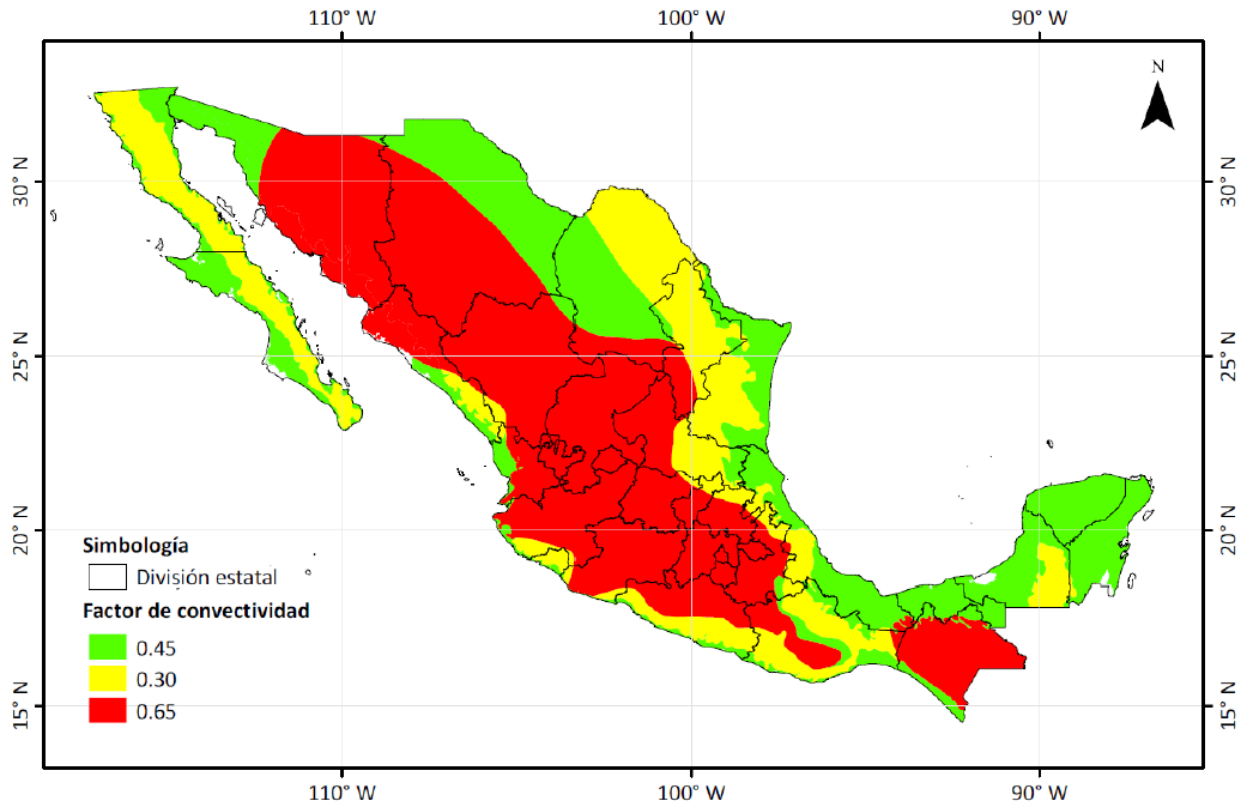 110° W 100° W 90° W
N
30° N 30° N
25° N 25° N
20° N 20° N
15° N 15° N
Simbología
División estatal
Factor de convectividad
0.45
0.30
0.65
110° W 100° W 90° W